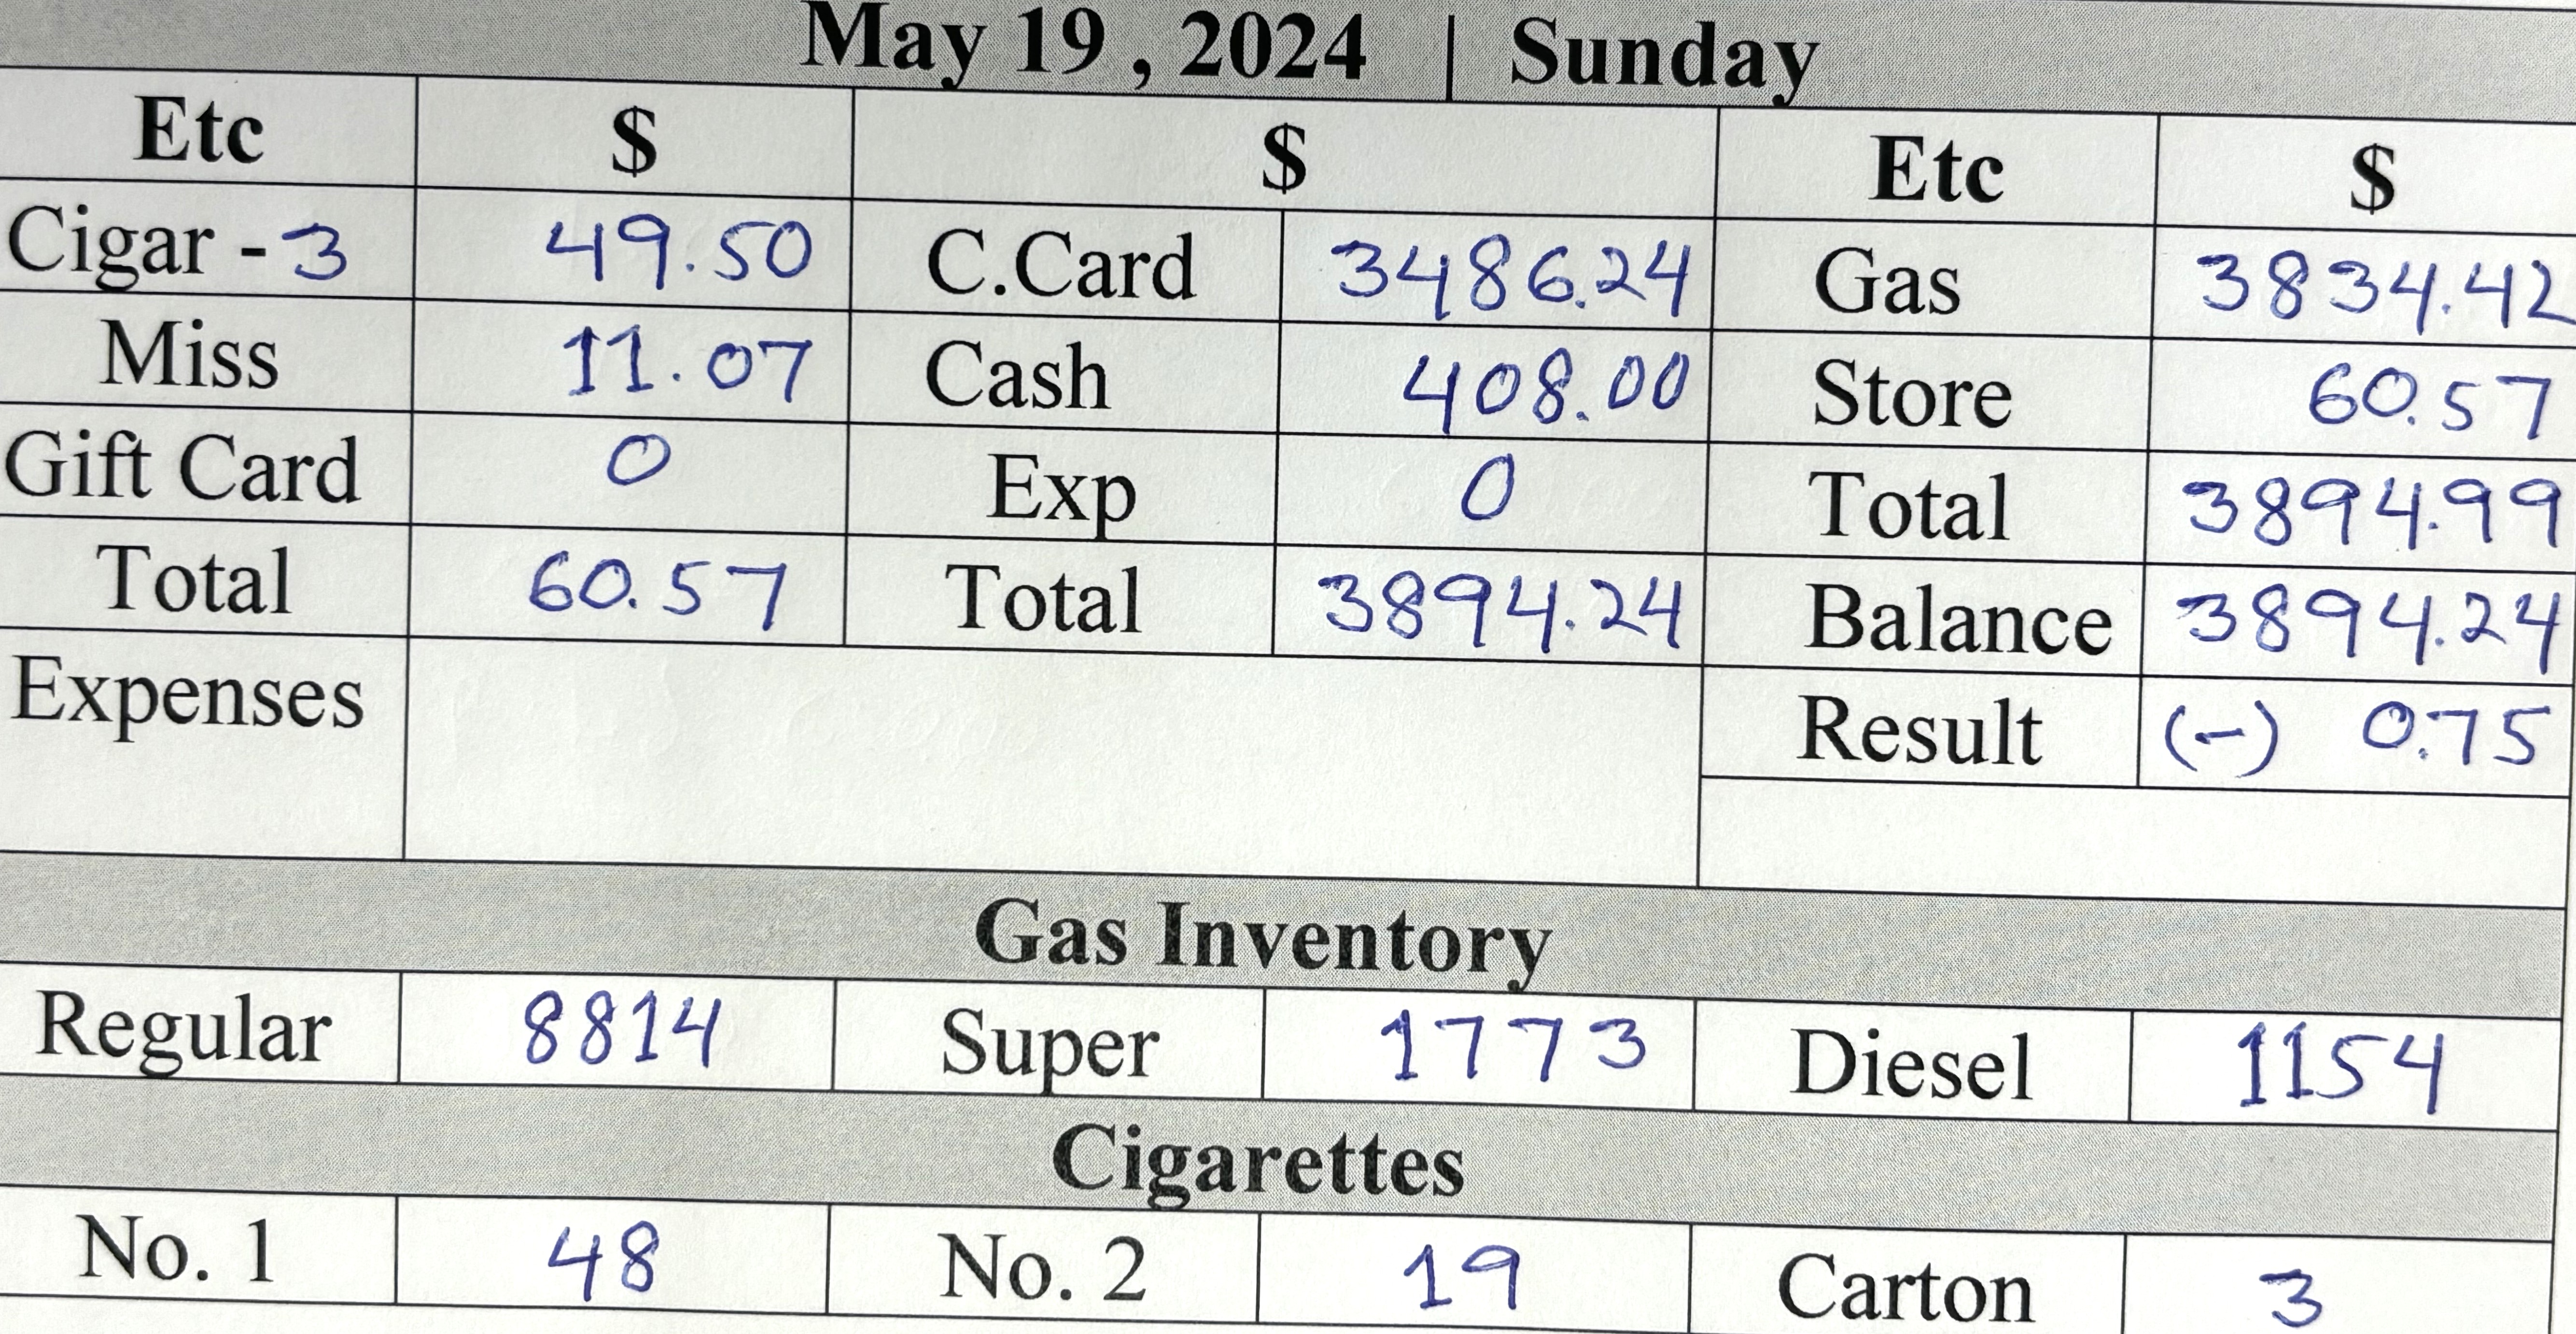 May 19 , 2024 | Sunday
Etc $ $ Etc $
Cigar - 3 49.50 C.Card 3486.24 Gas 3834.42
Miss 11.07 Cash 408.00 Store 60.57
Gift Card 0 Exp 0 Total 3894.99
Total 60.57 Total 3894.24 Balance 3894.24
Expenses Result (-) 0.75
Gas Inventory
Regular 8814 Super 1773 Diesel 1154
Cigarettes
No. 1 48 No. 2 19 Carton 3